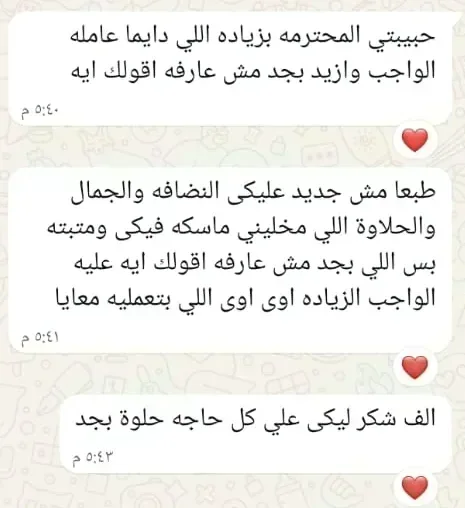 حبيبتي المحترمه بزياده اللي دايما عامله
الواجب وازيد بجد مش عارفه اقولك ايه
٥:٤٠ م
طبعا مش جديد عليكى النضافه والجمال
والحلاوة اللي مخليني ماسكه فيكى ومتبته
بس اللي بجد مش عارفه اقولك ايه عليه
الواجب الزياده اوى اوى اللي بتعمليه معايا
٥:٤١ م
الف شكر ليكى علي كل حاجه حلوة بجد
٥:٤٣ م